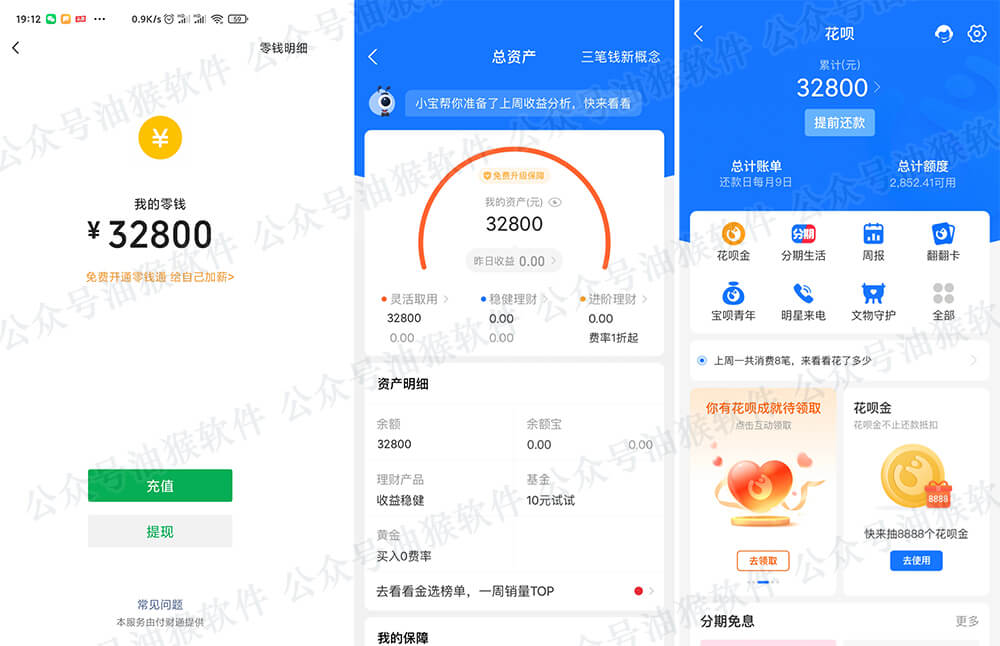 19:12
0.9K/s
59
零钱明细
我的零钱
¥32800
免费开通零钱通 给自己加薪>
充值
提现
常见问题
本服务由付财通提供
总资产
三笔钱新概念
小宝帮你准备了上周收益分析，快来看看
免费升级保障
我的资产(元)
32800
昨日收益 0.00
灵活取用
稳健理财
进阶理财
32800
0.00
0.00
0.00
0.00
费率1折起
资产明细
余额
余额宝
32800
0.00
0.00
理财产品
基金
收益稳健
10元试试
黄金
买入0费率
去看看金选榜单，一周销量TOP
我的保障
花呗
累计(元)
32800
提前还款
总计账单
总计额度
还款日每月9日
2,852.41可用
花呗金
分期
分期生活
周报
翻翻卡
宝呗青年
明星来电
文物守护
全部
上周一共消费8笔，来看看花了多少
你有花呗成就待领取
点击互动领取
去领取
花呗金
花呗金不止还款抵扣
8888
快来抽8888个花呗金
去使用
分期免息
更多
公众号油猴软件